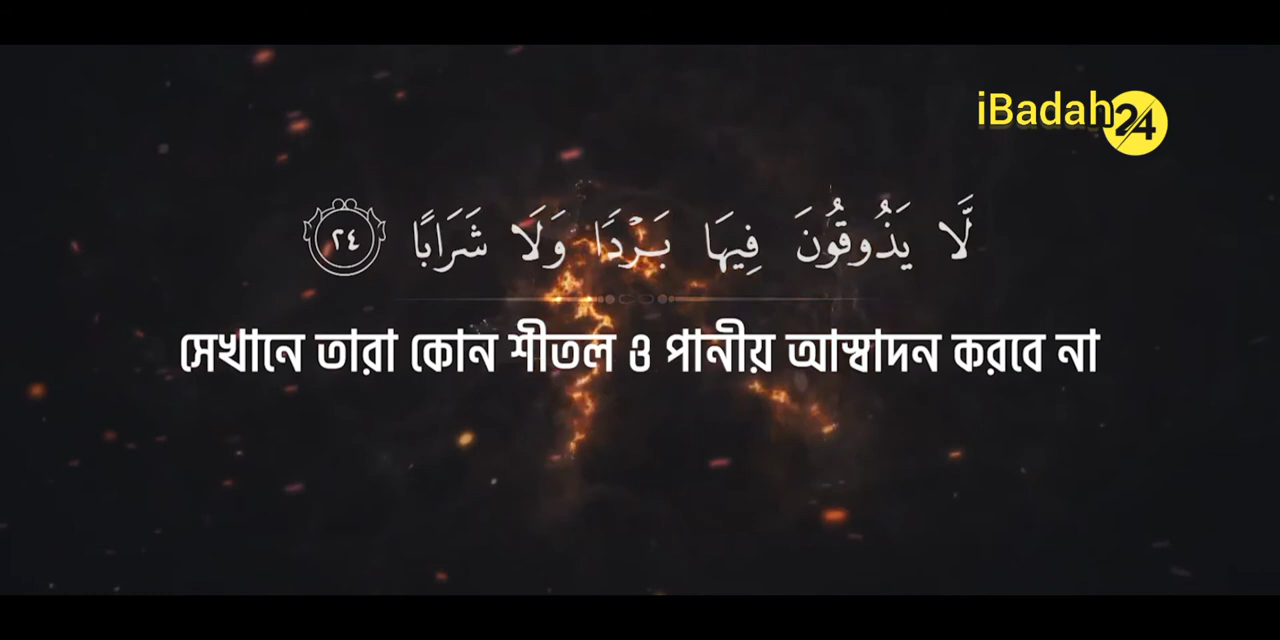 iBadah24
لَّا يَذُوقُونَ فِيهَا بَرْدًا وَلَا شَرَابًا ٢٤
সেখানে তারা কোন শীতল ও পানীয় আস্বাদন করবে না